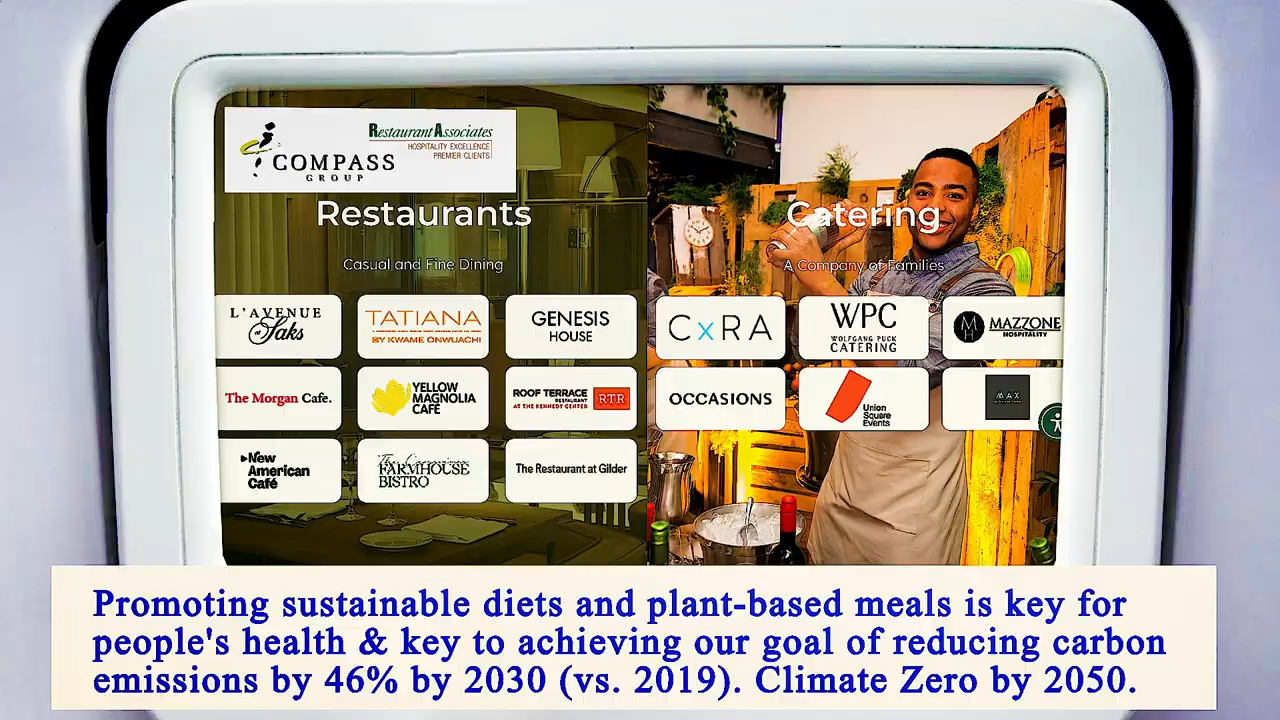 COMPASS
GROUP
Restaurant Associates
HOSPITALITY EXCELLENCE
PREMIER CLIENTS
Restaurants
Casual and Fine Dining
L'AVENUE
at Saks
TATIANA
BY KWAME ONWUACHI
GENESIS
HOUSE
The Morgan Cafe.
YELLOW
MAGNOLIA
CAFÉ
ROOF TERRACE
RESTAURANT
AT THE KENNEDY CENTER
RTR
New
American
Café
FARMHOUSE
BISTRO
The Restaurant at Gilder
Catering
A Company of Families
CxRA
WPC
WOLFGANG PUCK
CATERING
MH
MAZZONE
HOSPITALITY
OCCASIONS
Union
Square
Events
MAX
Promoting sustainable diets and plant-based meals is key for
people's health & key to achieving our goal of reducing carbon
emissions by 46% by 2030 (vs. 2019). Climate Zero by 2050.